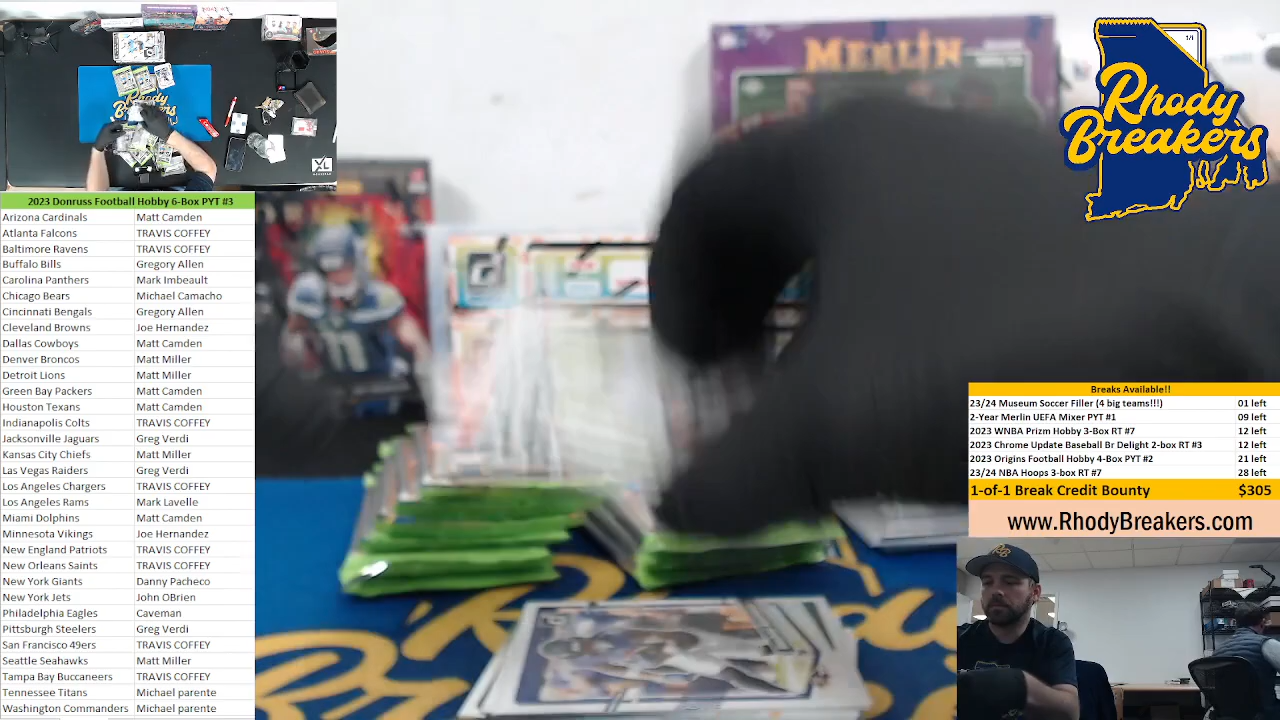 MERLIN
1/1
Rhody
Breakers
Rhody
Breakers
XL
2023 Donruss Football Hobby 6-Box PYT #3
Arizona Cardinals Matt Camden
Atlanta Falcons TRAVIS COFFEY
Baltimore Ravens TRAVIS COFFEY
Buffalo Bills Gregory Allen
Carolina Panthers Mark Imbeault
Chicago Bears Michael Camacho
Cincinnati Bengals Gregory Allen
Cleveland Browns Joe Hernandez
Dallas Cowboys Matt Camden
Denver Broncos Matt Miller
Detroit Lions Matt Miller
Green Bay Packers Matt Camden
Houston Texans Matt Camden
Indianapolis Colts TRAVIS COFFEY
Jacksonville Jaguars Greg Verdi
Kansas City Chiefs Matt Miller
Las Vegas Raiders Greg Verdi
Los Angeles Chargers TRAVIS COFFEY
Los Angeles Rams Mark Lavelle
Miami Dolphins Matt Camden
Minnesota Vikings Joe Hernandez
New England Patriots TRAVIS COFFEY
New Orleans Saints TRAVIS COFFEY
New York Giants Danny Pacheco
New York Jets John OBrien
Philadelphia Eagles Caveman
Pittsburgh Steelers Greg Verdi
San Francisco 49ers TRAVIS COFFEY
Seattle Seahawks Matt Miller
Tampa Bay Buccaneers TRAVIS COFFEY
Tennessee Titans Michael parente
Washington Commanders Michael parente
11
Breaks Available!!
23/24 Museum Soccer Filler (4 big teams!!!) 01 left
2-Year Merlin UEFA Mixer PYT #1 09 left
2023 WNBA Prizm Hobby 3-Box RT #7 12 left
2023 Chrome Update Baseball Br Delight 2-box RT #3 12 left
2023 Origins Football Hobby 4-Box PYT #2 21 left
23/24 NBA Hoops 3-box RT #7 28 left
1-of-1 Break Credit Bounty $305
www.RhodyBreakers.com